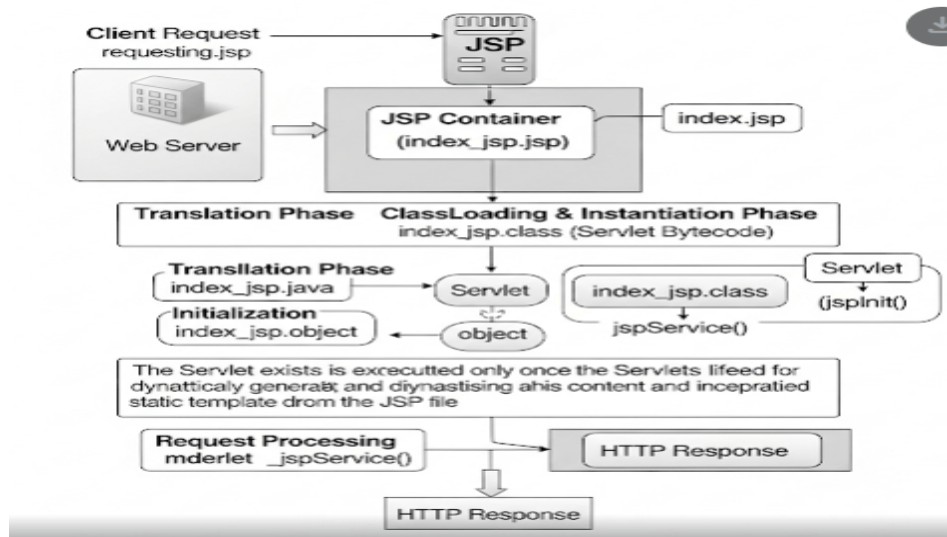 Client Request
requesting.jsp
JSP
Web Server
JSP Container
(index_jsp.jsp)
index.jsp
Translation Phase ClassLoading & Instantiation Phase
index_jsp.class (Servlet Bytecode)
Transllation Phase
index_jsp.java
Servlet
Servlet
index_jsp.class
(jspInit()
jspService()
Initialization
index_jsp.object
object
The Servlet exists is exccutted only once the Servlets lifeed for
dynatticaly and diynastising ahis content and incepratied
static template drom the JSP file
Request Processing
mderlet _jspService()
HTTP Response
HTTP Response